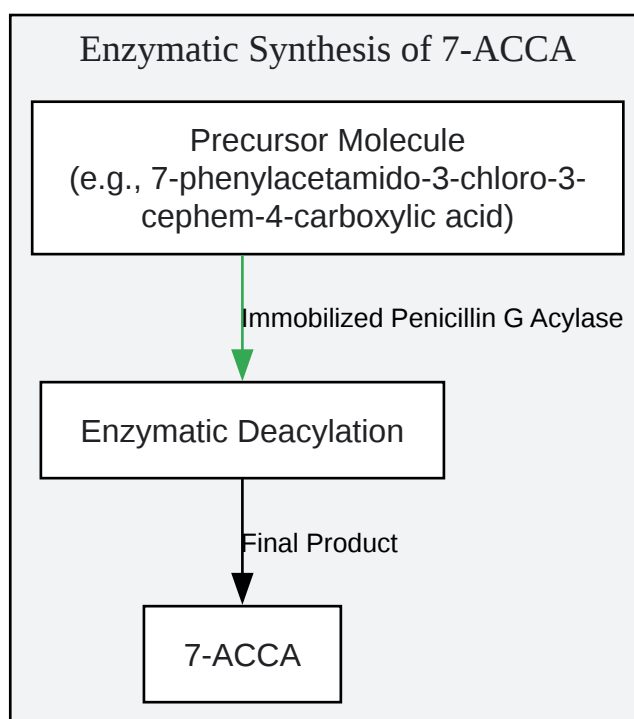 Enzymatic Synthesis of 7-ACCA
Precursor Molecule
(e.g., 7-phenylacetamido-3-chloro-3-
cephem-4-carboxylic acid)
Immobilized Penicillin G Acylase
Enzymatic Deacylation
Final Product
7-ACCA